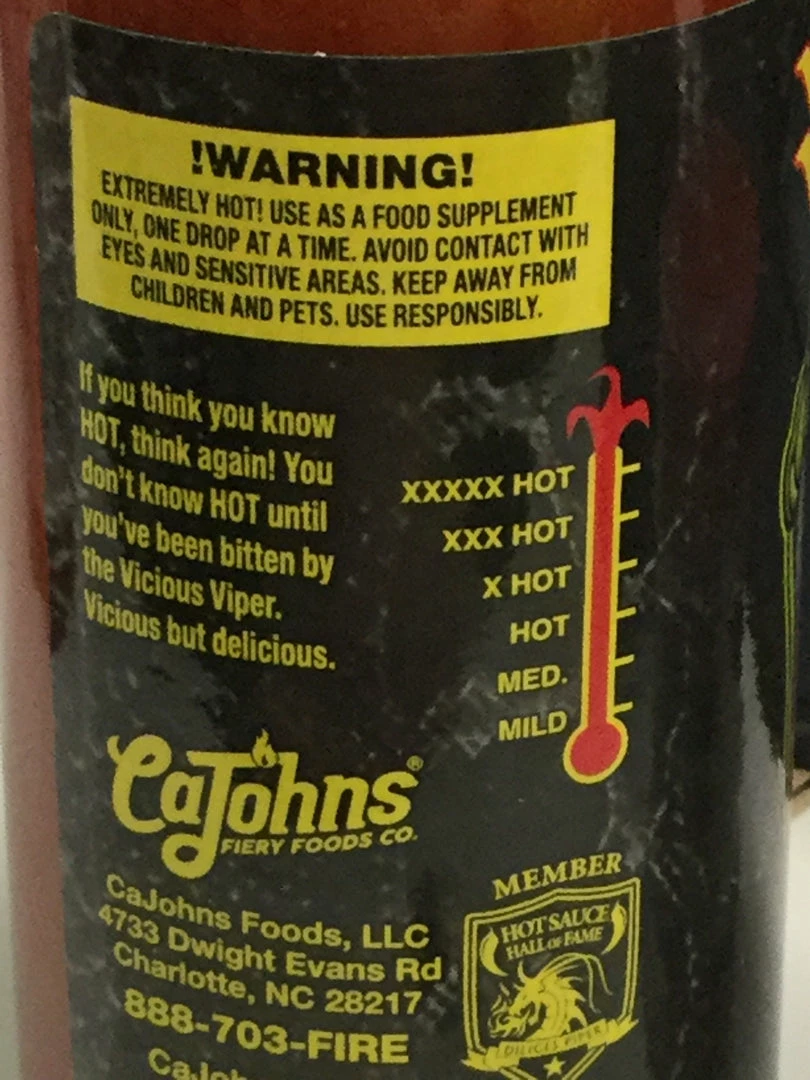 !WARNING!
EXTREMELY HOT! USE AS A FOOD SUPPLEMENT
ONLY, ONE DROP AT A TIME. AVOID CONTACT WITH
EYES AND SENSITIVE AREAS. KEEP AWAY FROM
CHILDREN AND PETS. USE RESPONSIBLY.
If you think you know
HOT, think again! You
don't know HOT until
you've been bitten by
the Vicious Viper.
Vicious but delicious.
XXXXX HOT
XXX HOT
X HOT
HOT
MED.
MILD
CaJohns®
FIERY FOODS CO.
CaJohns Foods, LLC
4733 Dwight Evans Rd
Charlotte, NC 28217
888-703-FIRE
MEMBER
HOT SAUCE
HALL OF FAME